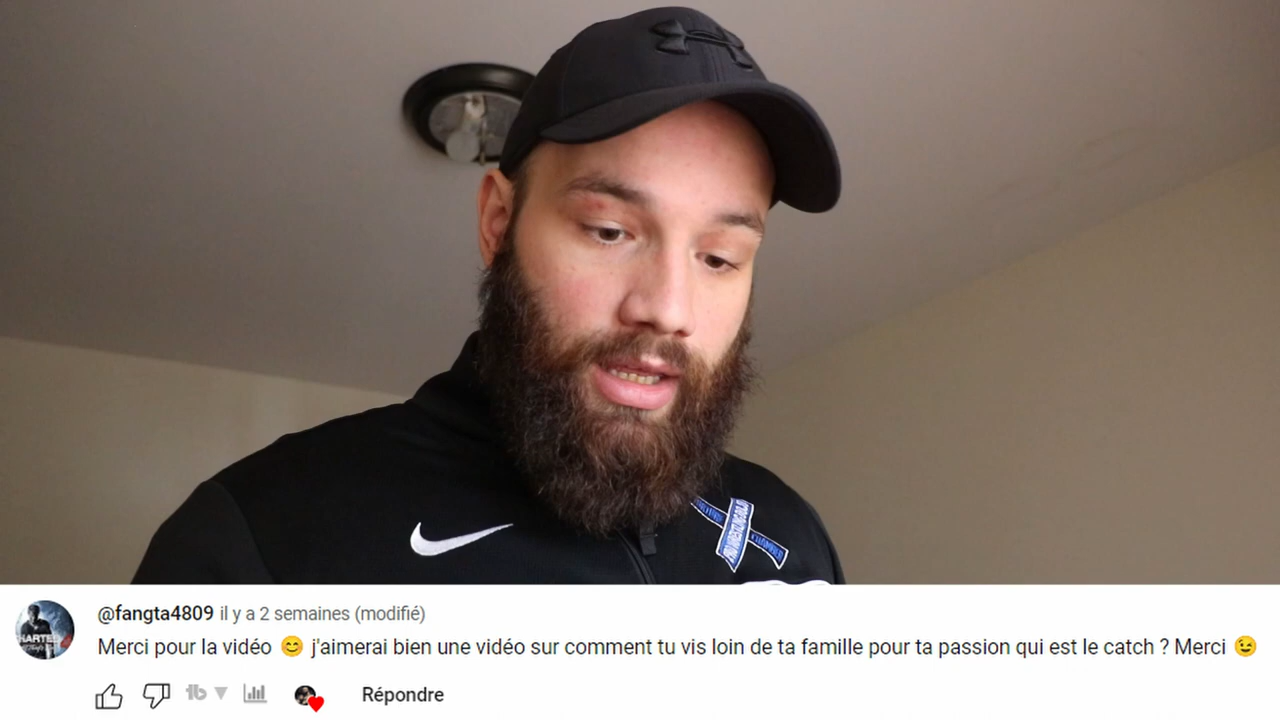 @fangta4809 il y a 2 semaines (modifié)
Merci pour la vidéo 😊 j'aimerai bien une vidéo sur comment tu vis loin de ta famille pour ta passion qui est le catch ? Merci 😉
Répondre